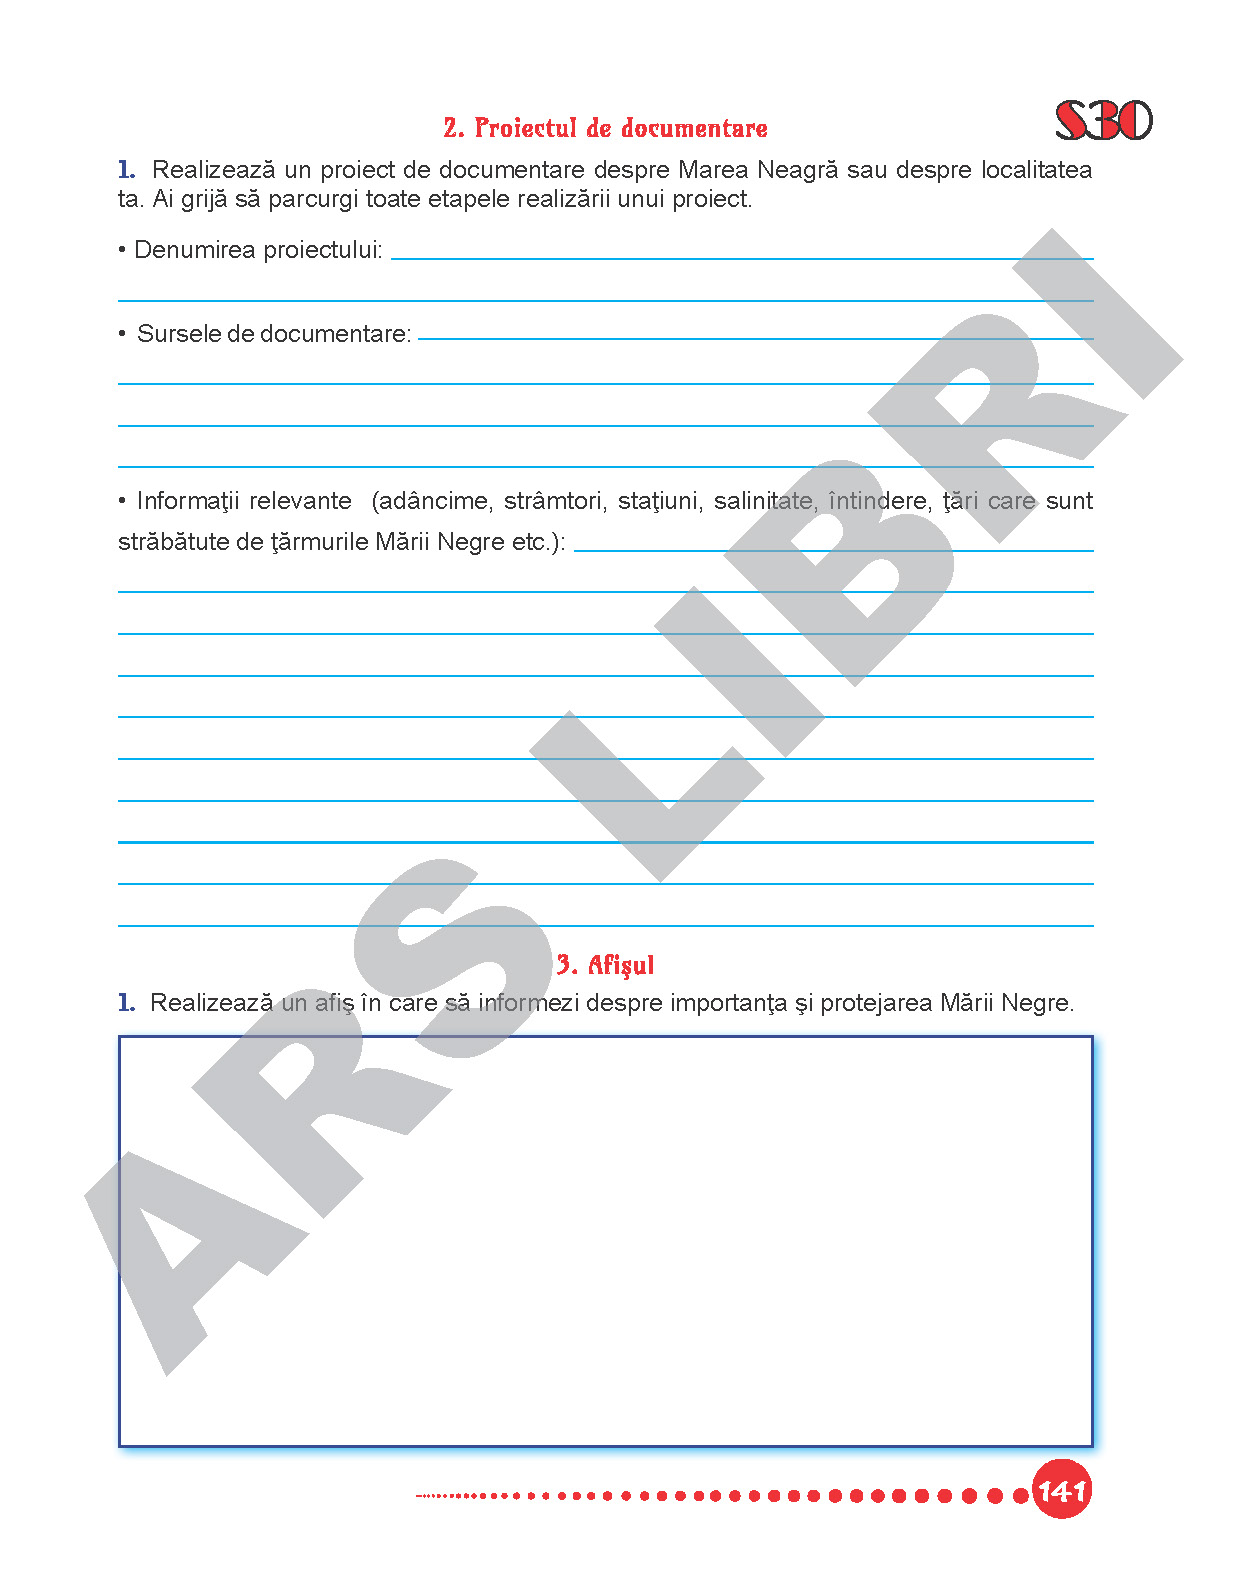 S30
2. Proiectul de documentare
1. Realizează un proiect de documentare despre Marea Neagră sau despre localitatea
ta. Ai grijă să parcurgi toate etapele realizării unui proiect.
• Denumirea proiectului:
• Sursele de documentare:
• Informaţii relevante (adâncime, strâmtori, staţiuni, salinitate, întindere, ţări care sunt
străbătute de ţărmurile Mării Negre etc.):
3. Afişul
1. Realizează un afiş în care să informezi despre importanţa şi protejarea Mării Negre.
ARS LIBRI
141